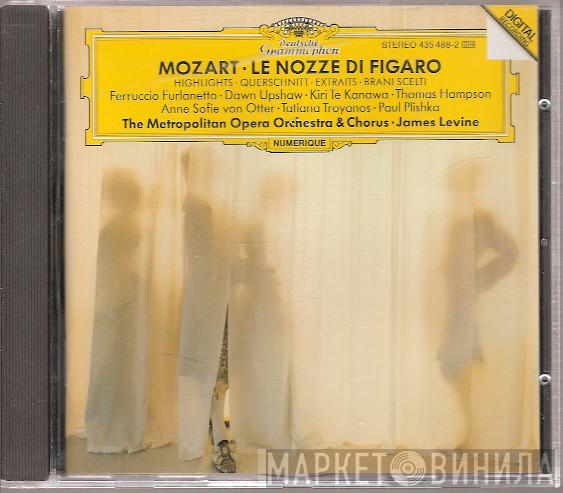 Deutsche
Grammophon
STEREO 435 488-2 GH
DIGITAL
RECORDING
MOZART · LE NOZZE DI FIGARO
HIGHLIGHTS · QUERSCHNITT · EXTRAITS · BRANI SCELTI
Ferruccio Furlanetto · Dawn Upshaw · Kiri Te Kanawa · Thomas Hampson
Anne Sofie von Otter · Tatiana Troyanos · Paul Plishka
The Metropolitan Opera Orchestra & Chorus · James Levine
NUMERIQUE
МАРКЕТ ВИНИЛА